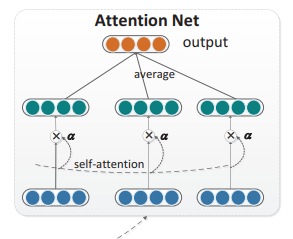 Attention Net
output
average
α α α
self-attention